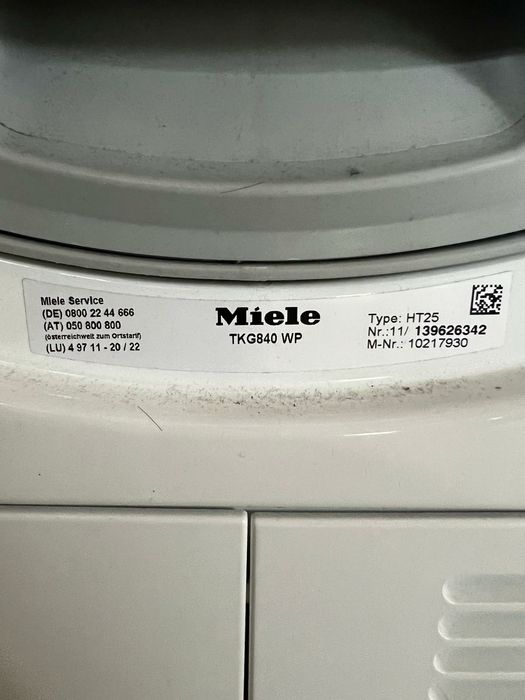 Miele Service
(DE) 0800 22 44 666
(AT) 050 800 800
(österreichweit zum Ortstarif)
(LU) 4 97 11 - 20 / 22
Miele
TKG840 WP
Type: HT25
Nr.:11/ 139626342
M-Nr.: 10217930